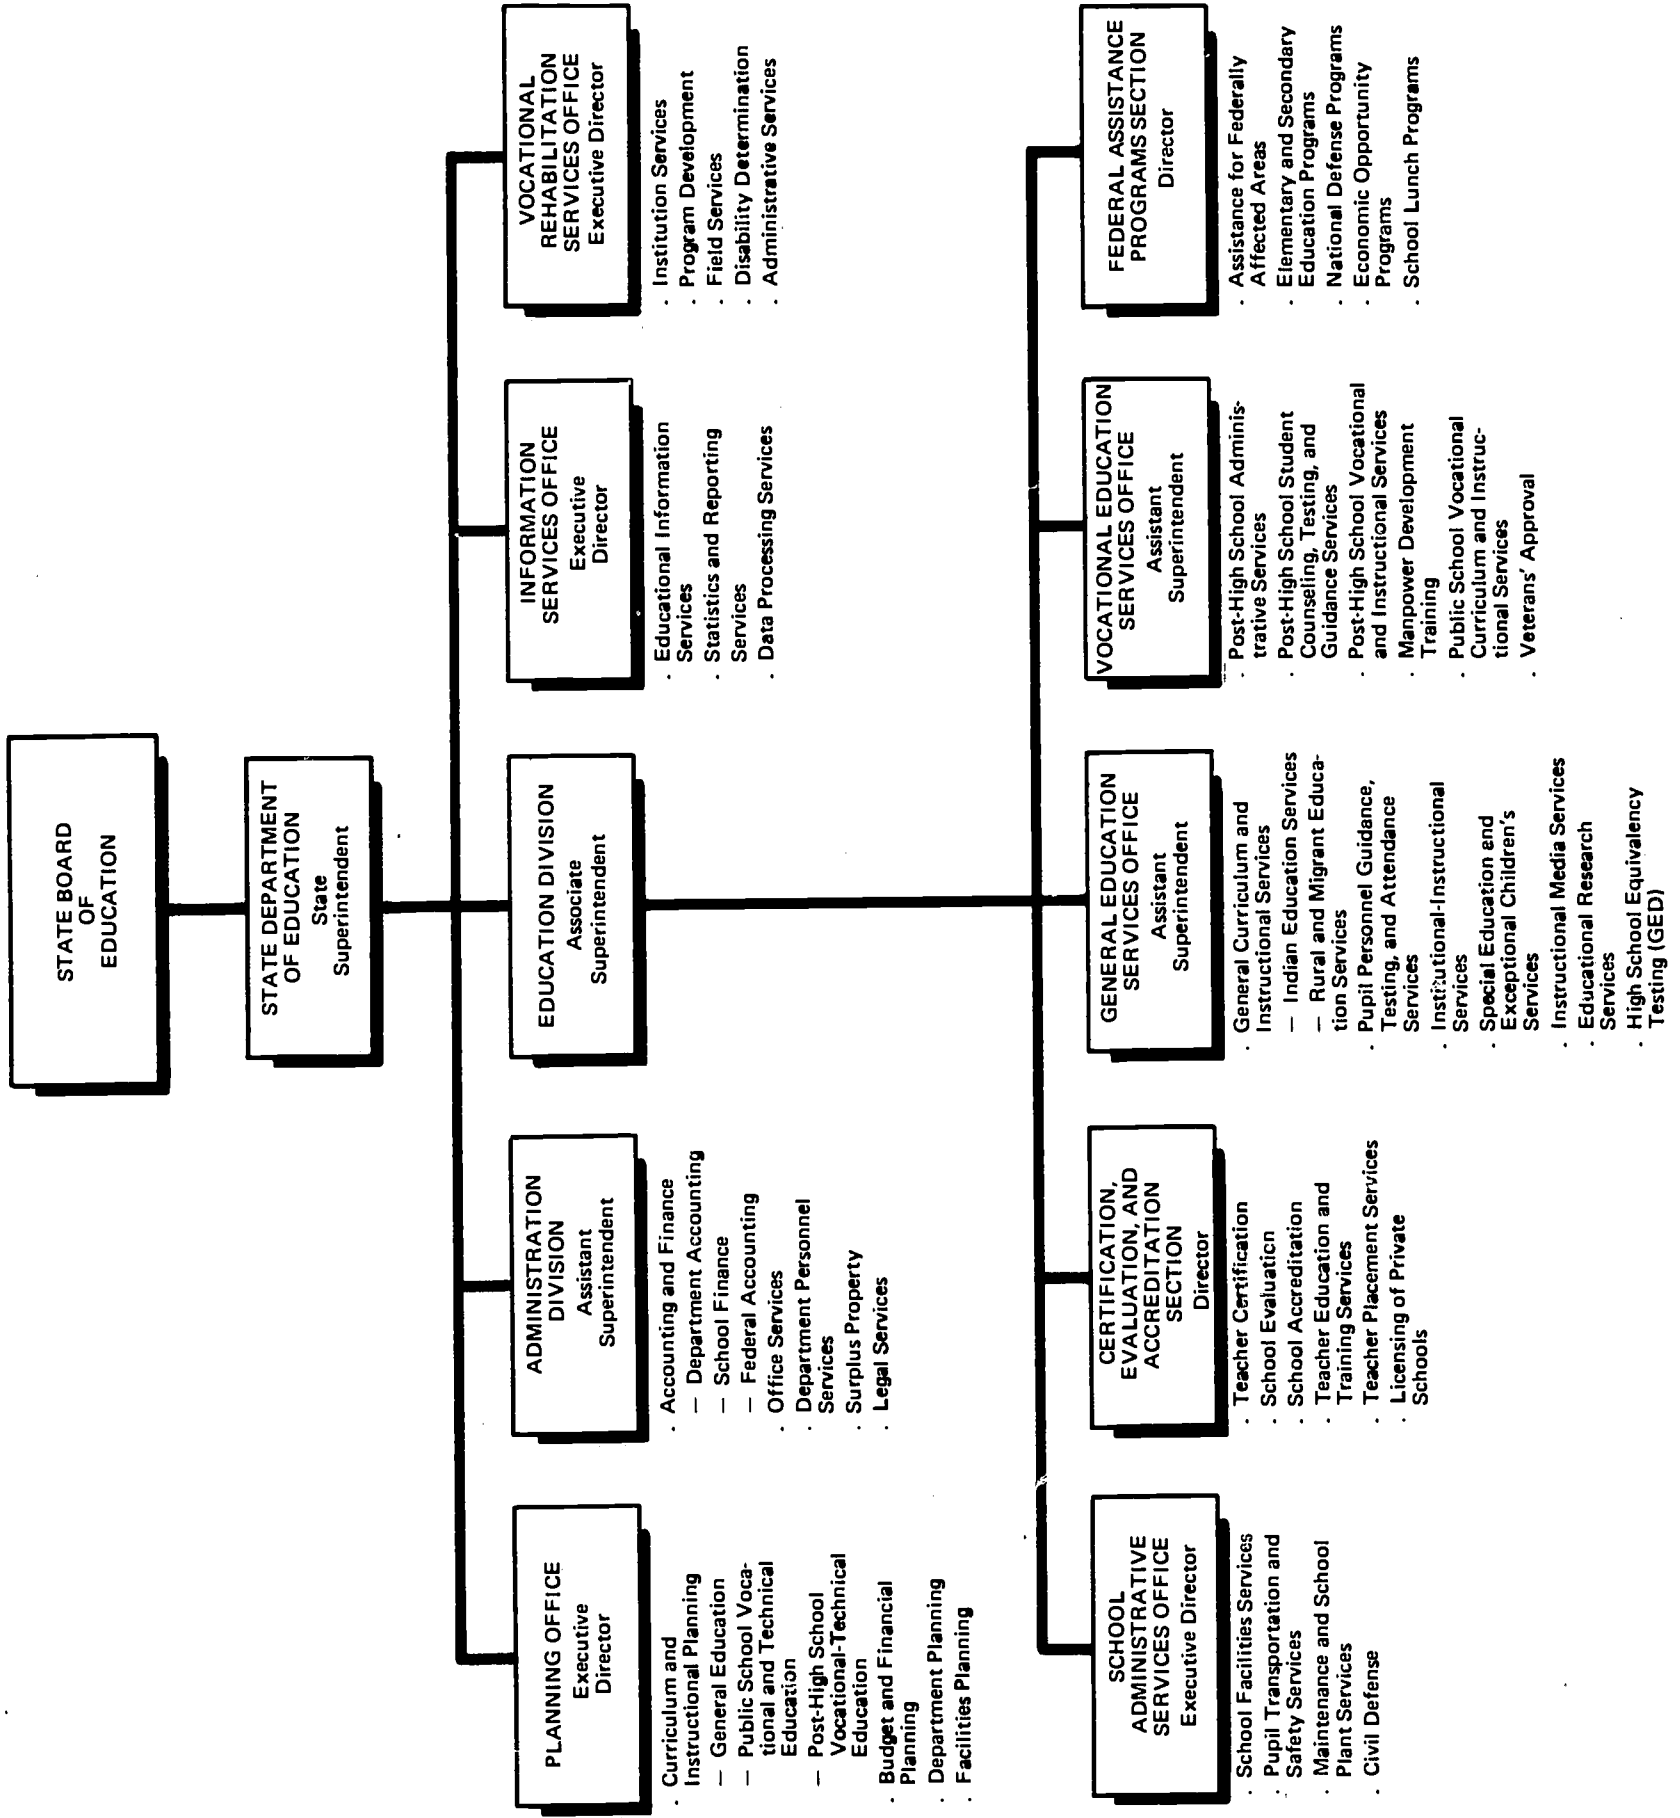 STATE BOARD
OF
EDUCATION
STATE DEPARTMENT
OF EDUCATION
State
Superintendent
PLANNING OFFICE
Executive
Director
. Curriculum and
Instructional Planning
— General Education
— Public School Voca-
tional and Technical
Education
— Post-High School
Vocational-Technical
Education
. Budget and Financial
Planning
. Department Planning
. Facilities Planning
ADMINISTRATION
DIVISION
Assistant
Superintendent
. Accounting and Finance
— Department Accounting
— School Finance
— Federal Accounting
. Office Services
. Department Personnel
Services
. Surplus Property
. Legal Services
EDUCATION DIVISION
Associate
Superintendent
INFORMATION
SERVICES OFFICE
Executive
Director
. Educational Information
Services
. Statistics and Reporting
Services
. Data Processing Services
VOCATIONAL
REHABILITATION
SERVICES OFFICE
Executive Director
. Institution Services
. Program Development
. Field Services
. Disability Determination
. Administrative Services
SCHOOL
ADMINISTRATIVE
SERVICES OFFICE
Executive Director
. School Facilities Services
. Pupil Transportation and
Safety Services
. Maintenance and School
Plant Services
. Civil Defense
CERTIFICATION,
EVALUATION, AND
ACCREDITATION
SECTION
Director
. Teacher Certification
. School Evaluation
. School Accreditation
. Teacher Education and
Training Services
. Teacher Placement Services
. Licensing of Private
Schools
GENERAL EDUCATION
SERVICES OFFICE
Assistant
Superintendent
. General Curriculum and
Instructional Services
— Indian Education Services
— Rural and Migrant Educa-
tion Services
. Pupil Personnel Guidance,
Testing, and Attendance
Services
. Institutional-Instructional
Services
. Special Education end
Exceptional Children's
Services
. Instructional Media Services
. Educational Research
Services
. High School Equivalency
Testing (GED)
VOCATIONAL EDUCATION
SERVICES OFFICE
Assistant
Superintendent
. Post-High School Adminis-
trative Services
. Post-High School Student
Counseling, Testing, and
Guidance Services
. Post-High School Vocational
and Instructional Services
. Manpower Development
Training
. Public School Vocational
Curriculum and Instruc-
tional Services
. Veterans' Approval
FEDERAL ASSISTANCE
PROGRAMS SECTION
Director
. Assistance for Federally
Affected Areas
. Elementary and Secondary
Education Programs
. National Defense Programs
. Economic Opportunity
Programs
. School Lunch Programs